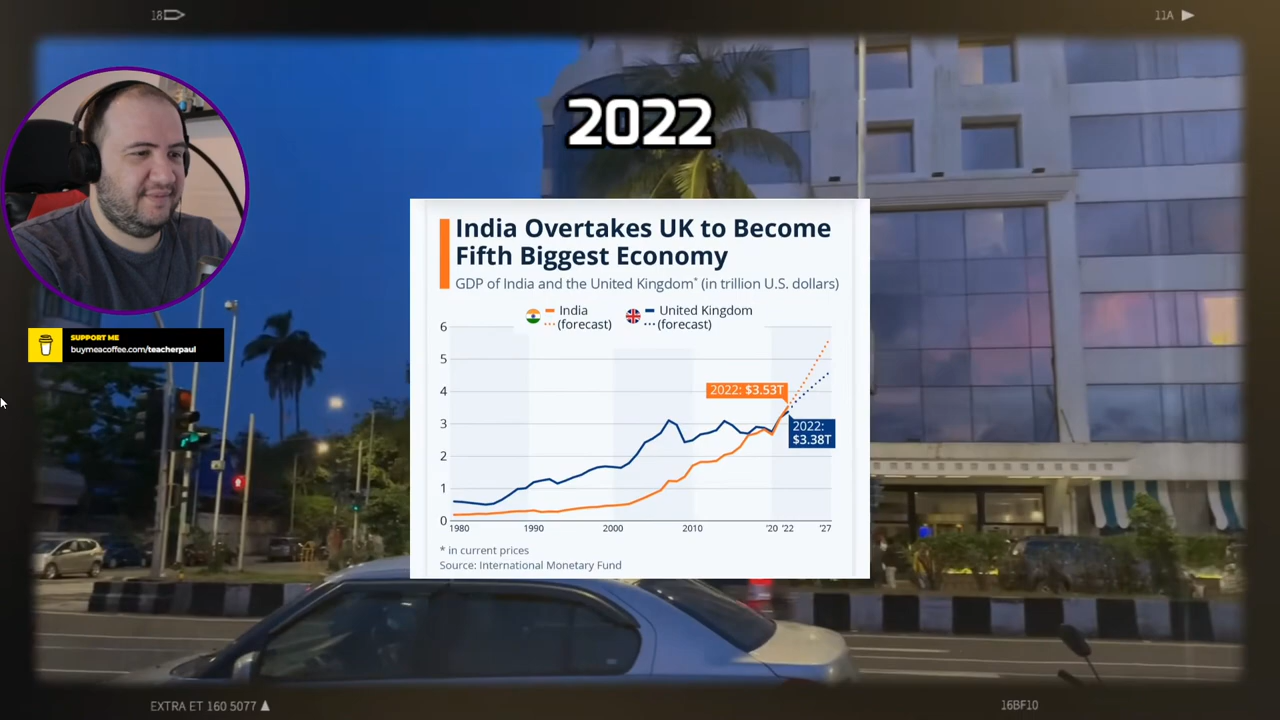 18
11A
2022
India Overtakes UK to Become
Fifth Biggest Economy
GDP of India and the United Kingdom* (in trillion U.S. dollars)
India
(forecast)
United Kingdom
(forecast)
SUPPORT ME
buymeacoffee.com/teacherpaul
6
5
4
3
2
1
0
2022: $3.53T
2022:
$3.38T
1980 1990 2000 2010 '20 '22 '27
* in current prices
Source: International Monetary Fund
EXTRA ET 160 5077
16BF10